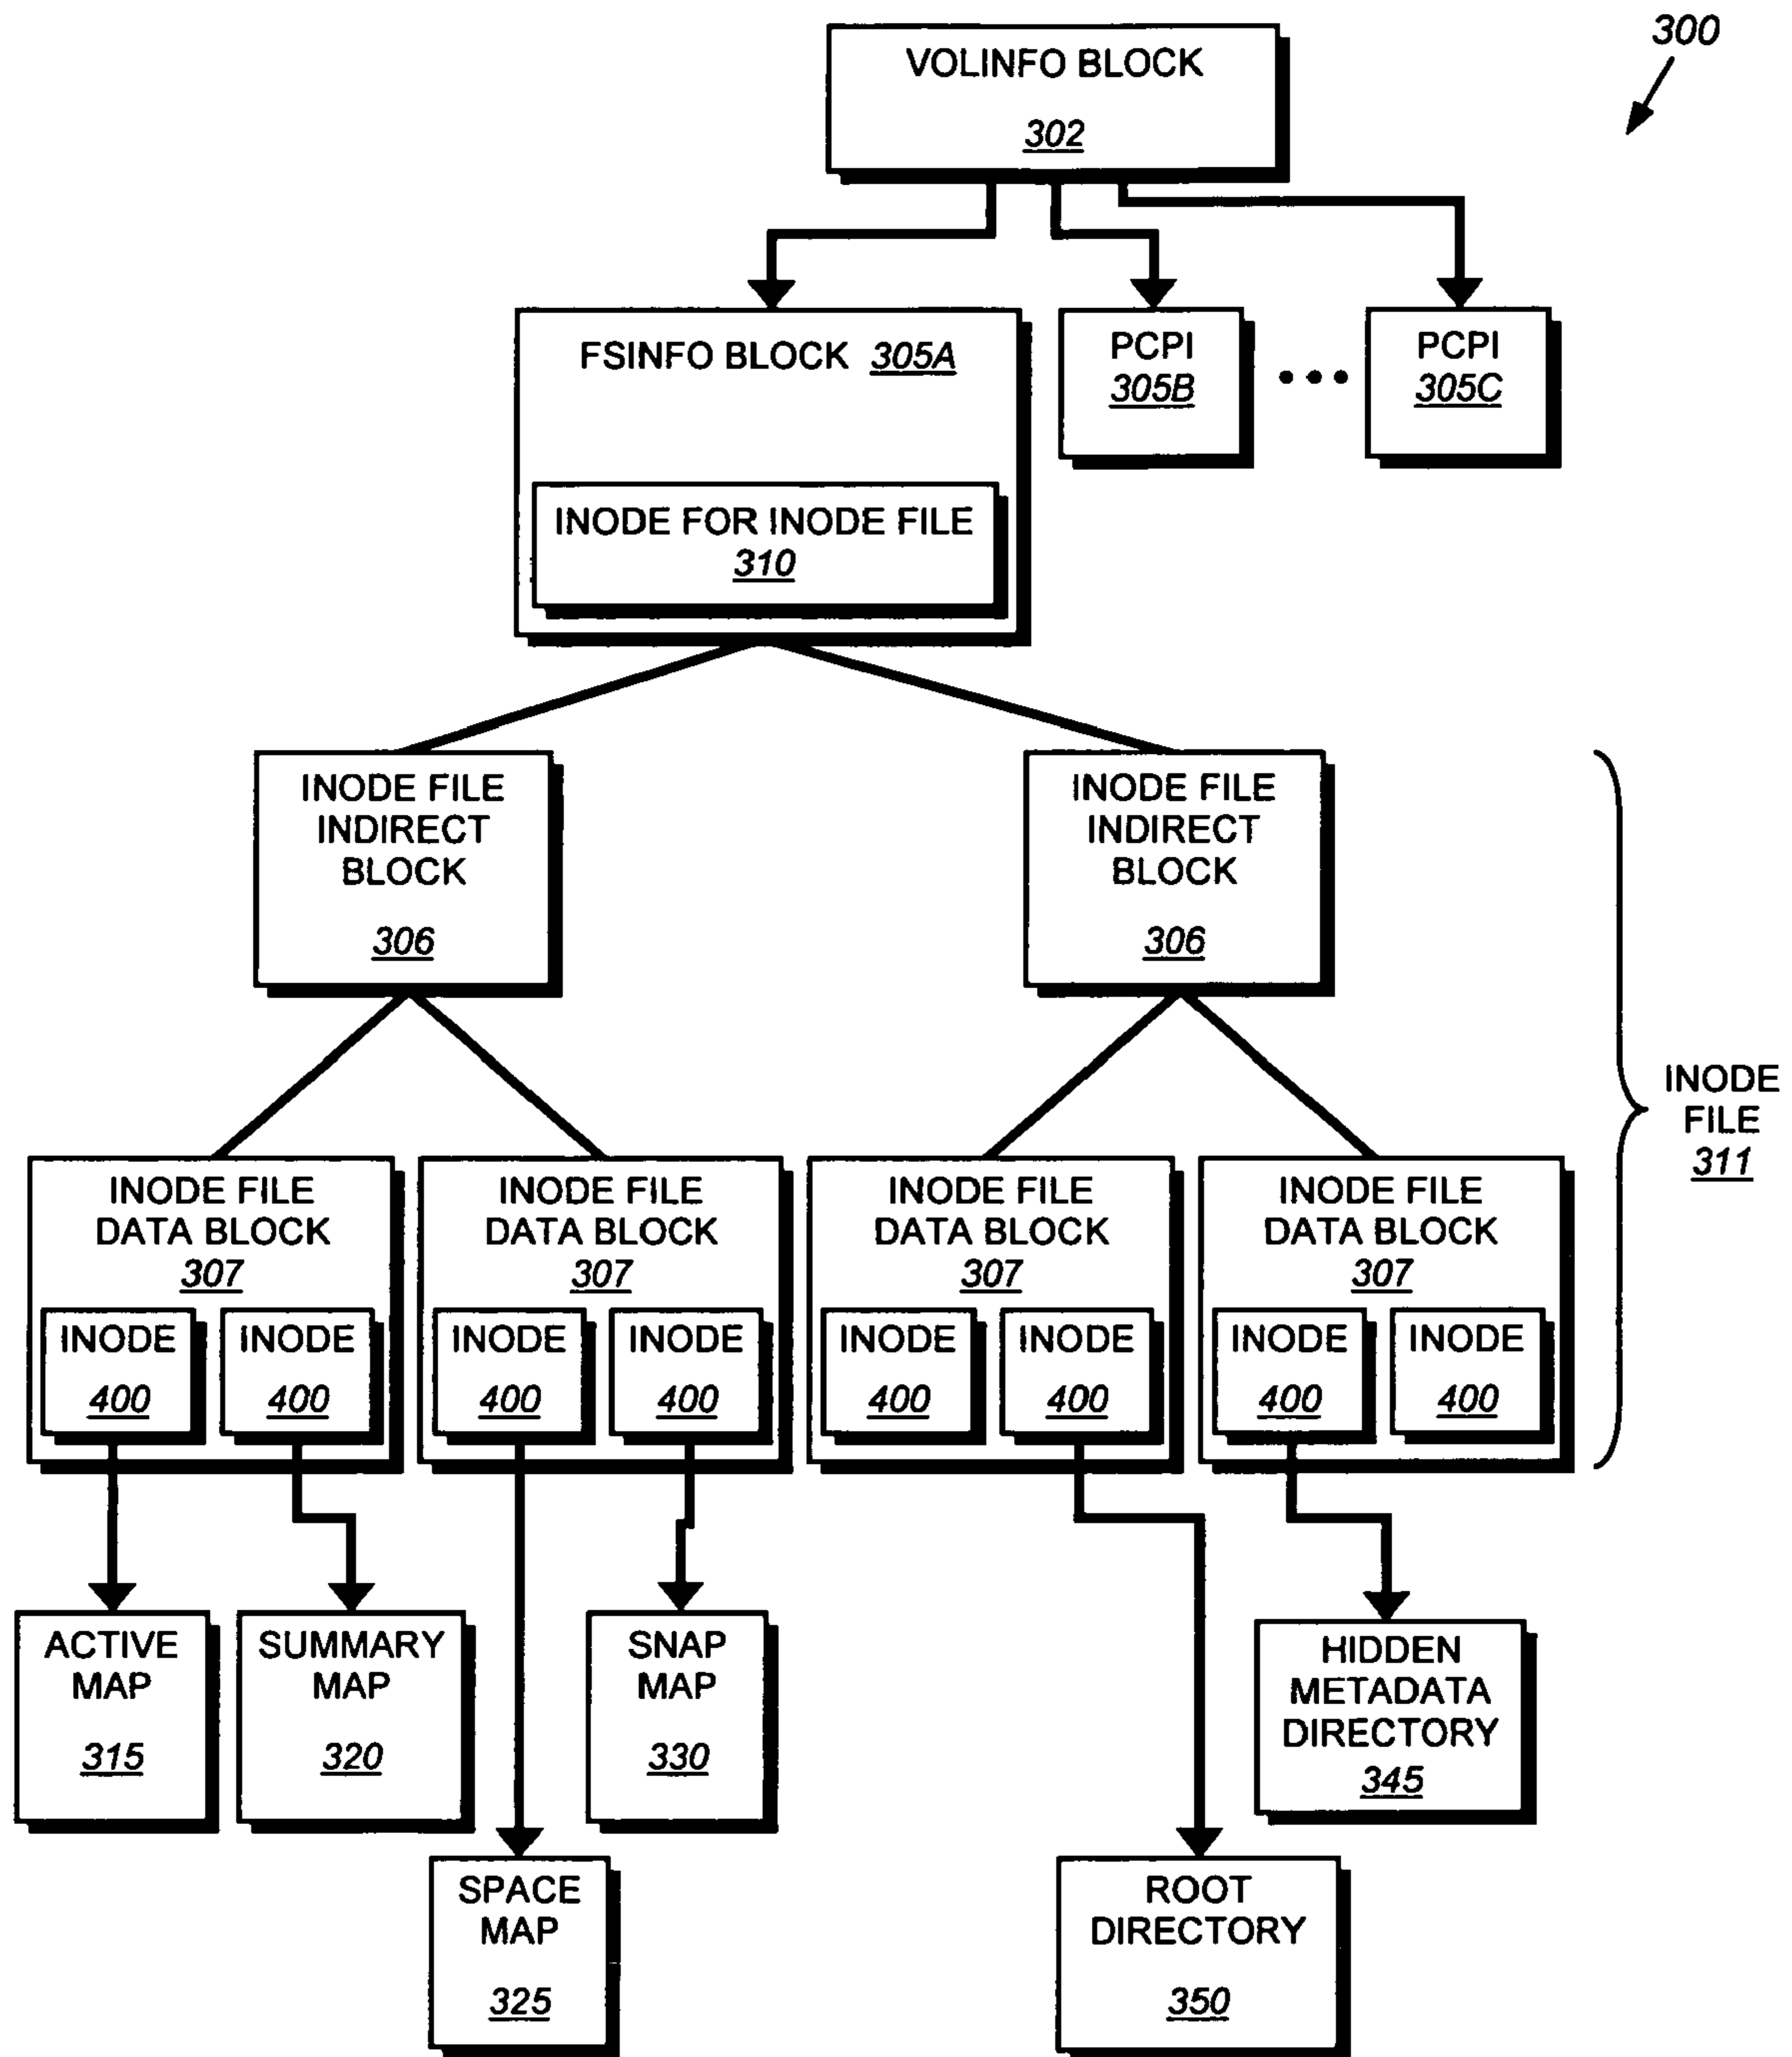 300
VOLINFO BLOCK
302
FSINFO BLOCK 305A
PCPI
305B
PCPI
305C
INODE FOR INODE FILE
310
INODE FILE
INDIRECT
BLOCK
306
INODE FILE
INDIRECT
BLOCK
306
INODE
FILE
311
INODE FILE
DATA BLOCK
307
INODE
400
INODE
400
INODE FILE
DATA BLOCK
307
INODE
400
INODE
400
INODE FILE
DATA BLOCK
307
INODE
400
INODE
400
INODE FILE
DATA BLOCK
307
INODE
400
INODE
400
ACTIVE
MAP
315
SUMMARY
MAP
320
SNAP
MAP
330
HIDDEN
METADATA
DIRECTORY
345
SPACE
MAP
325
ROOT
DIRECTORY
350